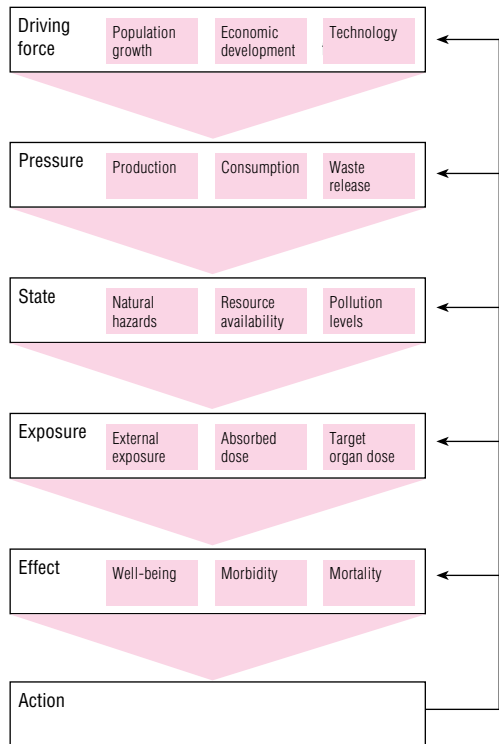 Driving
force
Population
growth
Economic
development
Technology
Pressure
Production
Consumption
Waste
release
State
Natural
hazards
Resource
availability
Pollution
levels
Exposure
External
exposure
Absorbed
dose
Target
organ dose
Effect
Well-being
Morbidity
Mortality
Action